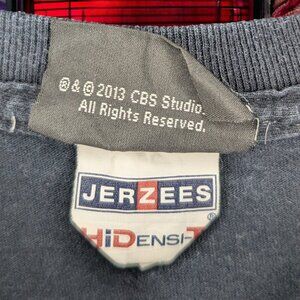 ®&©2013 CBS Studio
All Rights Reserved.
JERZEES
®
HiDENSI-T